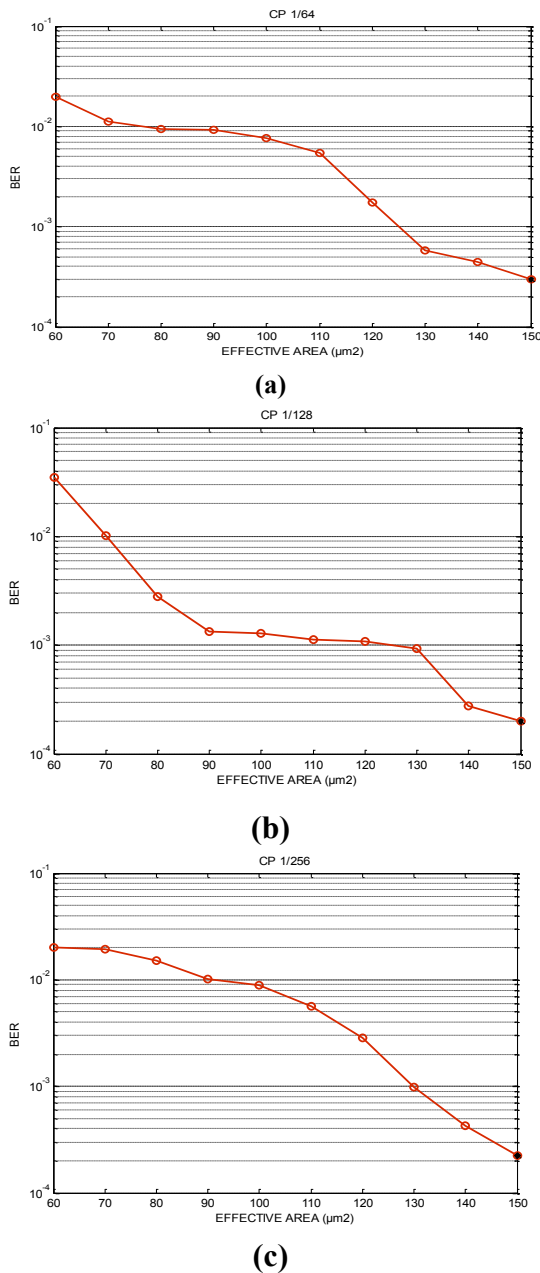 CP 1/64
10^-1
10^-2
10^-3
10^-4
BER
60 70 80 90 100 110 120 130 140 150
EFFECTIVE AREA (µm2)
(a)
CP 1/128
10^-1
10^-2
10^-3
10^-4
BER
60 70 80 90 100 110 120 130 140 150
EFFECTIVE AREA (µm2)
(b)
CP 1/256
10^-1
10^-2
10^-3
10^-4
BER
60 70 80 90 100 110 120 130 140 150
EFFECTIVE AREA (µm2)
(c)